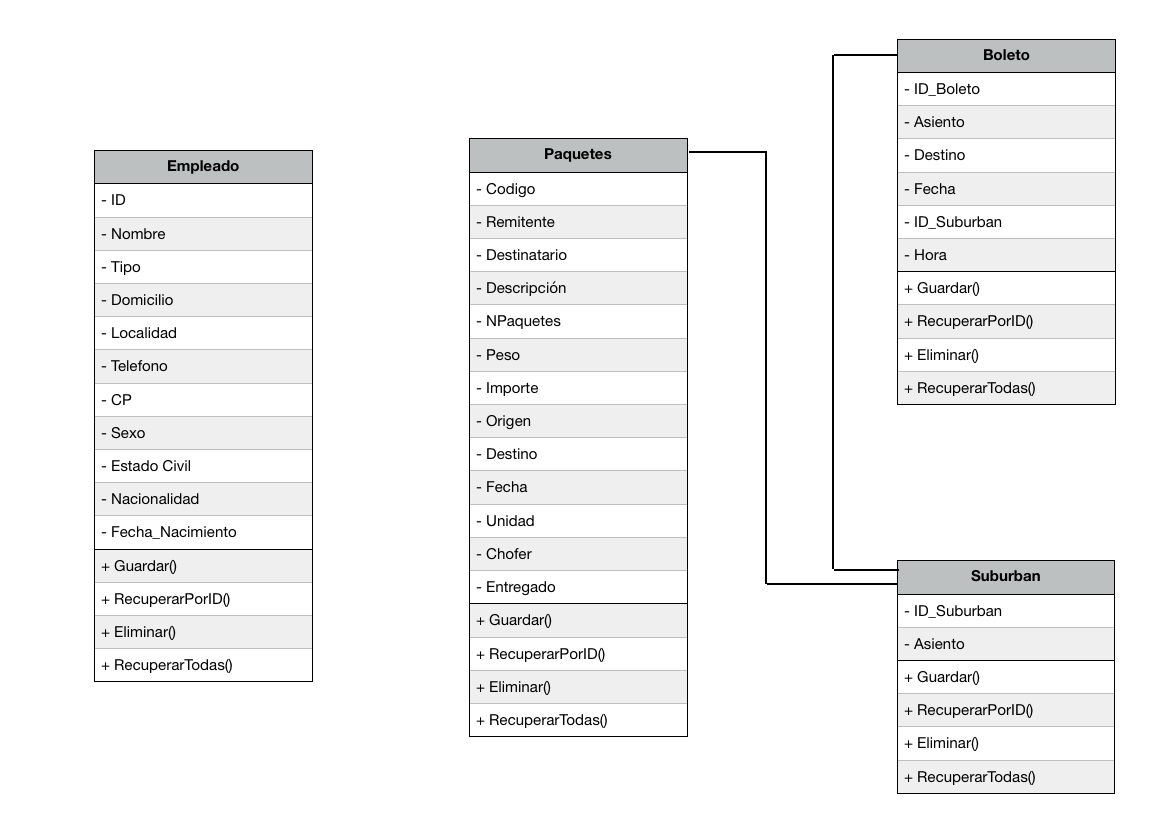 Empleado
- ID
- Nombre
- Tipo
- Domicilio
- Localidad
- Telefono
- CP
- Sexo
- Estado Civil
- Nacionalidad
- Fecha_Nacimiento
+ Guardar()
+ RecuperarPorID()
+ Eliminar()
+ RecuperarTodas()
Paquetes
- Codigo
- Remitente
- Destinatario
- Descripción
- NPaquetes
- Peso
- Importe
- Origen
- Destino
- Fecha
- Unidad
- Chofer
- Entregado
+ Guardar()
+ RecuperarPorID()
+ Eliminar()
+ RecuperarTodas()
Boleto
- ID_Boleto
- Asiento
- Destino
- Fecha
- ID_Suburban
- Hora
+ Guardar()
+ RecuperarPorID()
+ Eliminar()
+ RecuperarTodas()
Suburban
- ID_Suburban
- Asiento
+ Guardar()
+ RecuperarPorID()
+ Eliminar()
+ RecuperarTodas()